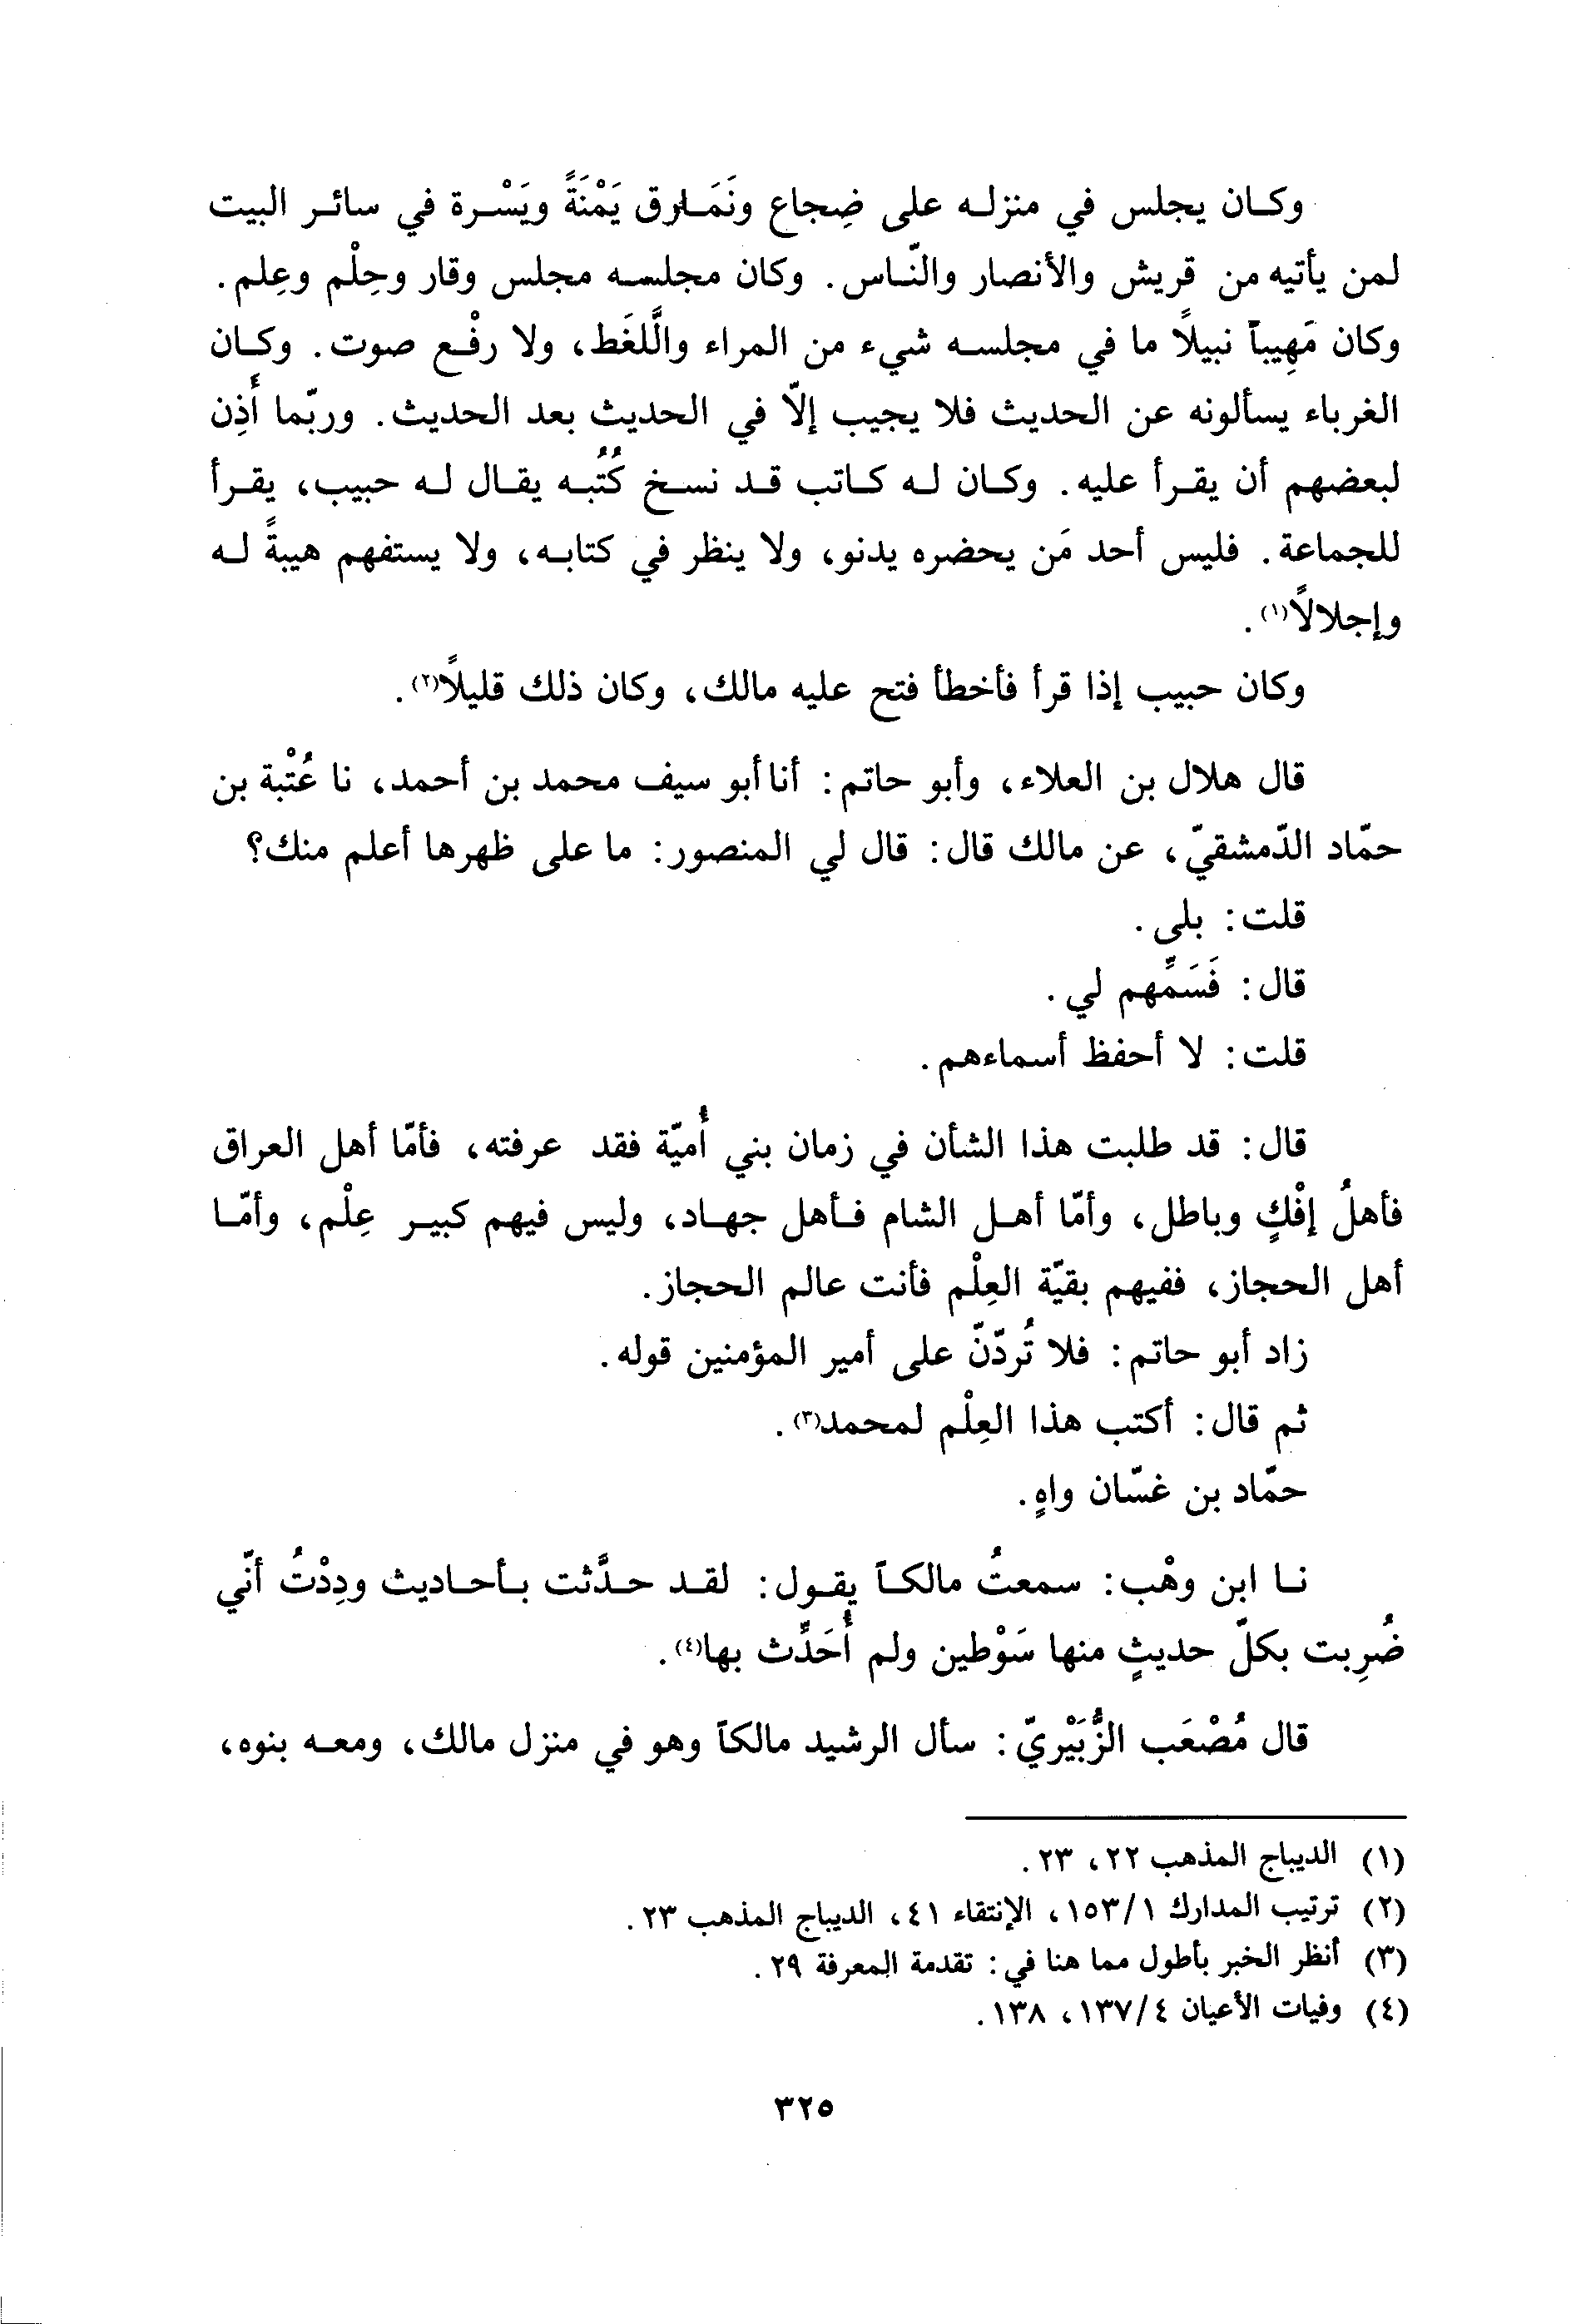 وكان يجلس في منزله على ضِجاع ونَمَارق يَمْنَةً ويَسْرة في سائر البيت
لمن يأتيه من قريش والأنصار والنّاس. وكان مجلسه مجلس وقار وحِلْم وعِلم.
وكان مَهِيباً نبيلاً ما في مجلسه شيء من المراء واللَّغَط، ولا رفْع صوت. وكان
الغرباء يسألونه عن الحديث فلا يجيب إلاّ في الحديث بعد الحديث. وربّما أَذِن
لبعضهم أن يقرأ عليه. وكان له كاتب قد نسخ كُتُبه يقال له حبيب، يقرأ
للجماعة. فليس أحد مَن يحضره يدنو، ولا ينظر في كتابه، ولا يستفهم هيبةً له
وإجلالاً(١).
وكان حبيب إذا قرأ فأخطأ فتح عليه مالك، وكان ذلك قليلاً(٢).
قال هلال بن العلاء، وأبو حاتم: أنا أبو سيف محمد بن أحمد، نا عُتْبة بن
حمّاد الدّمشقيّ، عن مالك قال: قال لي المنصور: ما على ظهرها أعلم منك؟
قلت: بلى.
قال: فَسَمِّهم لي.
قلت: لا أحفظ أسماءهم.
قال: قد طلبت هذا الشأن في زمان بني أُميّة فقد عرفته، فأمّا أهل العراق
فأهلُ إفْكٍ وباطل، وأمّا أهل الشام فأهل جهاد، وليس فيهم كبير عِلْم، وأمّا
أهل الحجاز، ففيهم بقيّة العِلْم فأنت عالم الحجاز.
زاد أبو حاتم: فلا تُردّنّ على أمير المؤمنين قوله.
ثم قال: أكتب هذا العِلْم لمحمد(٣).
حمّاد بن غسّان واهٍ.
نا ابن وهْب: سمعتُ مالكاً يقول: لقد حدَّثت بأحاديث ودِدْتُ أنّي
ضُرِبت بكلّ حديثٍ منها سَوْطين ولم أُحَدِّث بها(٤).
قال مُصْعَب الزُّبَيْريّ: سأل الرشيد مالكاً وهو في منزل مالك، ومعه بنوه،
(١) الديباج المذهب ٢٢، ٢٣.
(٢) ترتيب المدارك ١/١٥٣، الإنتقاء ٤١، الديباج المذهب ٢٣.
(٣) أنظر الخبر بأطول مما هنا في: تقدمة المعرفة ٢٩.
(٤) وفيات الأعيان ٤/١٣٧، ١٣٨.
٣٢٥